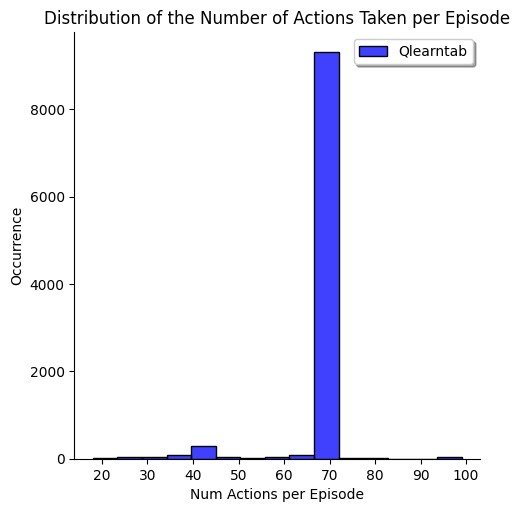 Distribution of the Number of Actions Taken per Episode
Qlearntab
8000
6000
4000
2000
0
Occurrence
20 30 40 50 60 70 80 90 100
Num Actions per Episode